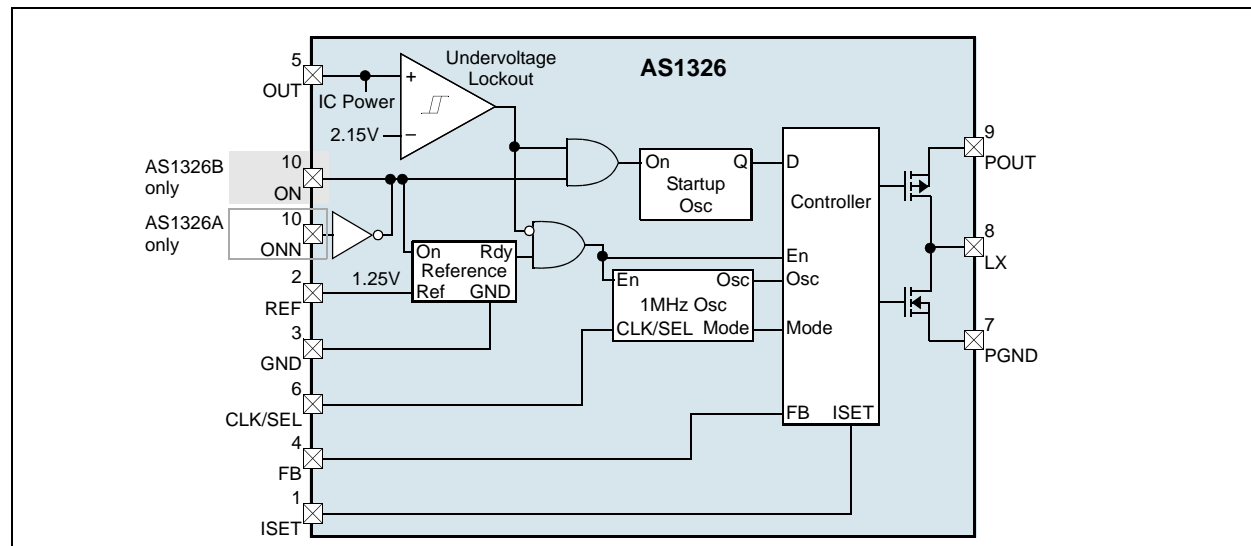 AS1326
Undervoltage
Lockout
5
OUT
IC Power
+
2.15V
−
AS1326B
only
10
ON
AS1326A
only
10
ONN
On Rdy
Reference
Ref GND
1.25V
2
REF
3
GND
6
CLK/SEL
4
FB
1
ISET
On Q
Startup
Osc
En Osc
1MHz Osc
CLK/SEL Mode
D
Controller
En
Osc
Mode
FB ISET
9
POUT
8
LX
7
PGND